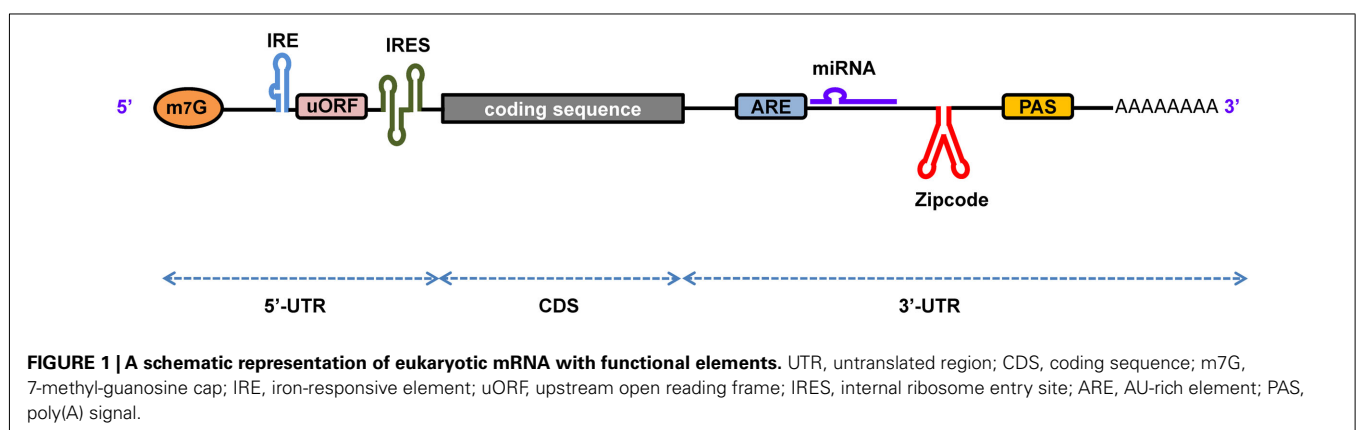 IRE
IRES
miRNA
5’ m7G uORF coding sequence ARE PAS AAAAAAAA 3’
Zipcode
5’-UTR CDS 3’-UTR
FIGURE 1 | A schematic representation of eukaryotic mRNA with functional elements. UTR, untranslated region; CDS, coding sequence; m7G,
7-methyl-guanosine cap; IRE, iron-responsive element; uORF, upstream open reading frame; IRES, internal ribosome entry site; ARE, AU-rich element; PAS,
poly(A) signal.